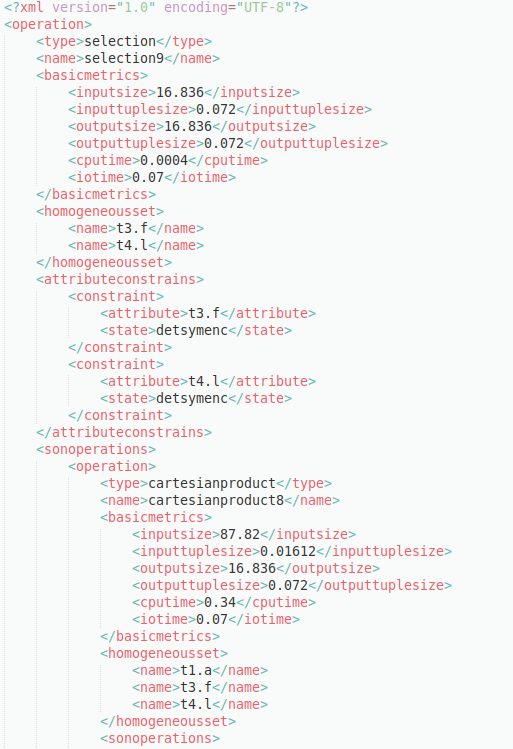 <?xml version="1.0" encoding="UTF-8"?>
<operation>
<type>selection</type>
<name>selection9</name>
<basicmetrics>
<inputsize>16.836</inputsize>
<inputtuplesize>0.072</inputtuplesize>
<outputsize>16.836</outputsize>
<outputtuplesize>0.072</outputtuplesize>
<cputime>0.0004</cputime>
<iotime>0.07</iotime>
</basicmetrics>
<homogeneousset>
<name>t3.f</name>
<name>t4.l</name>
</homogeneousset>
<attributeconstrains>
<constraint>
<attribute>t3.f</attribute>
<state>detsymenc</state>
</constraint>
<constraint>
<attribute>t4.l</attribute>
<state>detsymenc</state>
</constraint>
</attributeconstrains>
<sonoperations>
<operation>
<type>cartesianproduct</type>
<name>cartesianproduct8</name>
<basicmetrics>
<inputsize>87.82</inputsize>
<inputtuplesize>0.01612</inputtuplesize>
<outputsize>16.836</outputsize>
<outputtuplesize>0.072</outputtuplesize>
<cputime>0.34</cputime>
<iotime>0.07</iotime>
</basicmetrics>
<homogeneousset>
<name>t1.a</name>
<name>t3.f</name>
<name>t4.l</name>
</homogeneousset>
<sonoperations>